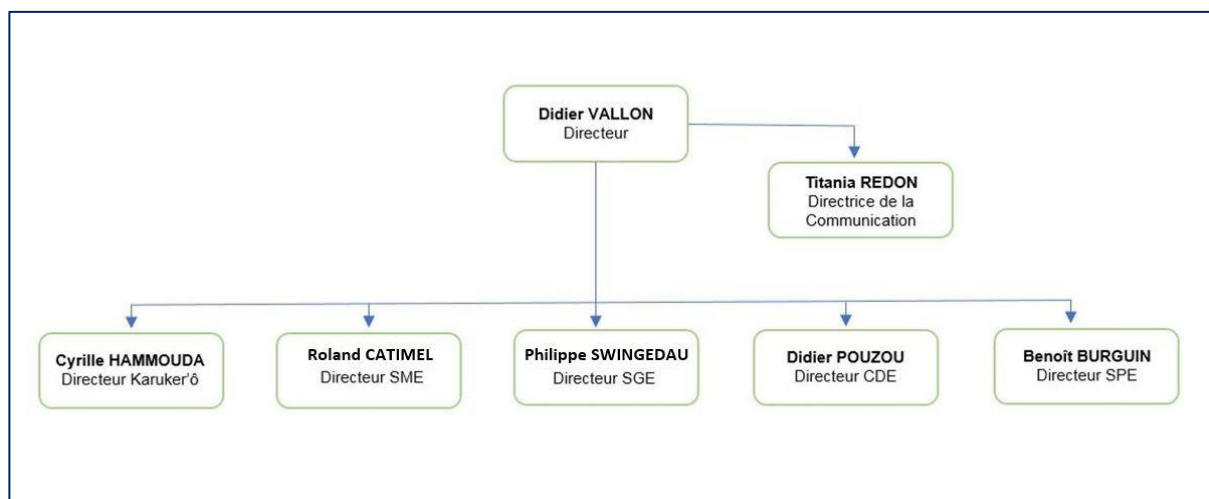 Didier VALLON
Directeur
Titania REDON
Directrice de la
Communication
Cyrille HAMMOUDA
Directeur Karuker'ô
Roland CATIMEL
Directeur SME
Philippe SWINGEDAU
Directeur SGE
Didier POUZOU
Directeur CDE
Benoît BURGUIN
Directeur SPE